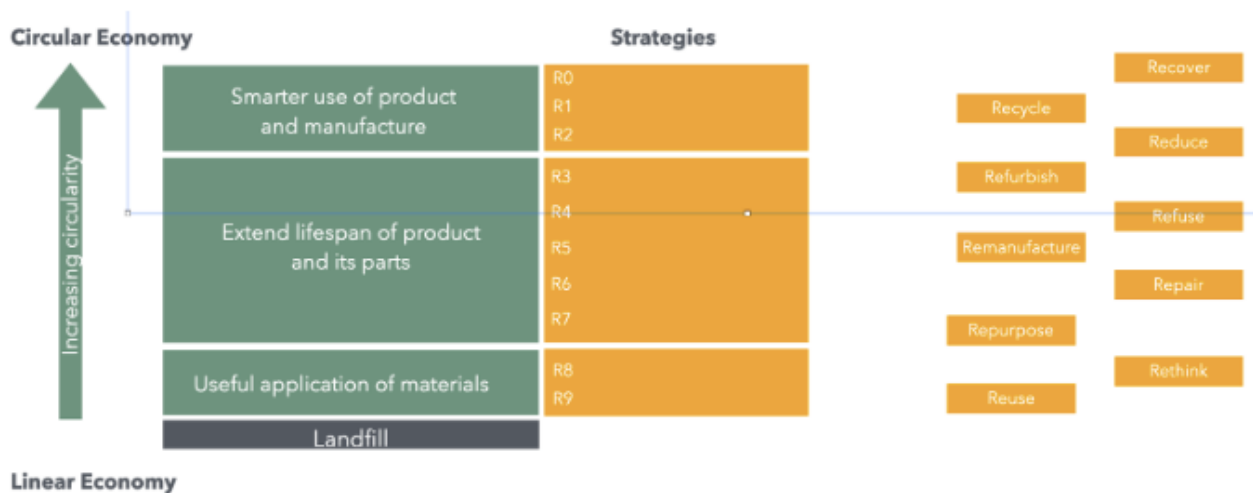 Circular Economy
Strategies
Increasing circularity
Smarter use of product
and manufacture
R0
R1
R2
Extend lifespan of product
and its parts
R3
R4
R5
R6
R7
Useful application of materials
R8
R9
Landfill
Linear Economy
Recover
Recycle
Reduce
Refurbish
Refuse
Remanufacture
Repair
Repurpose
Rethink
Reuse